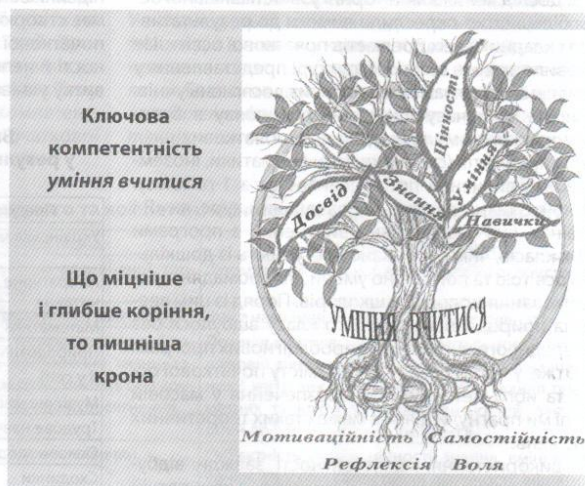 Ключова
компетентність
уміння вчитися
Що міцніше
і глибше коріння,
то пишніша
крона
Цінності
Досвід
Знання
Уміння
Навички
УМІННЯ ВЧИТИСЯ
Мотиваційність Самостійність
Рефлексія Воля